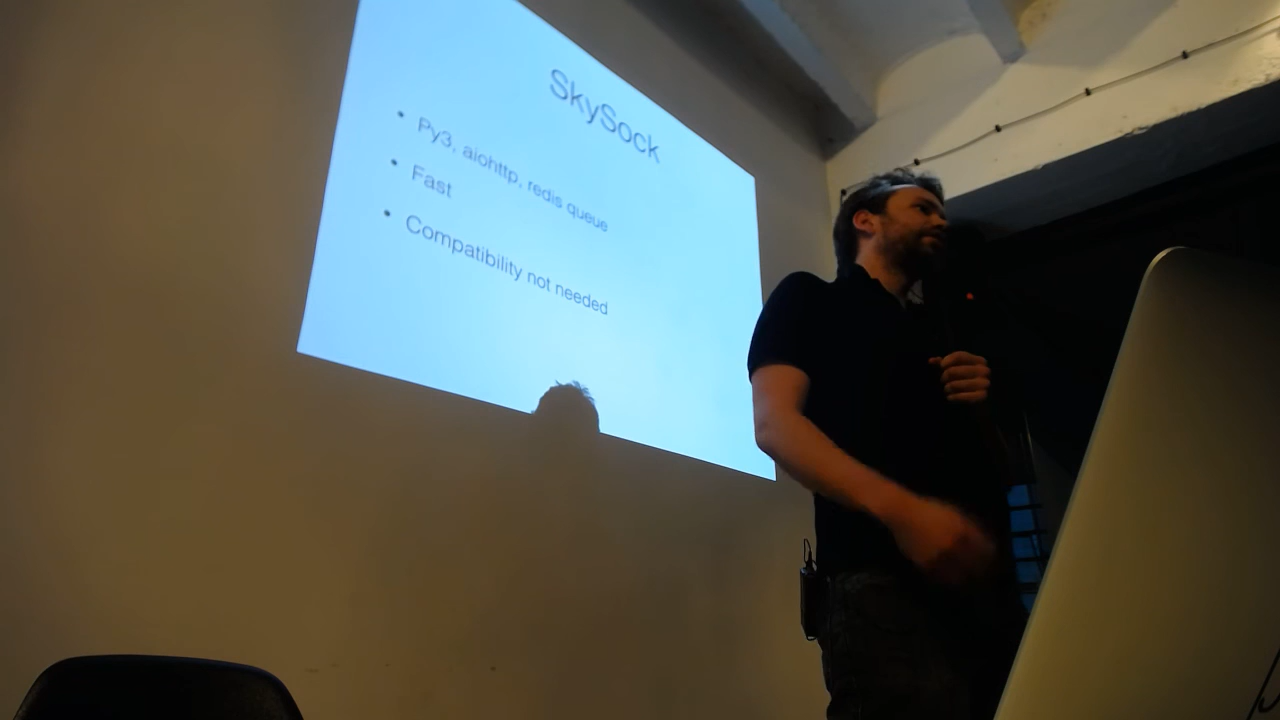 SkySock
• Py3, aiohttp, redis queue
• Fast
• Compatibility not needed